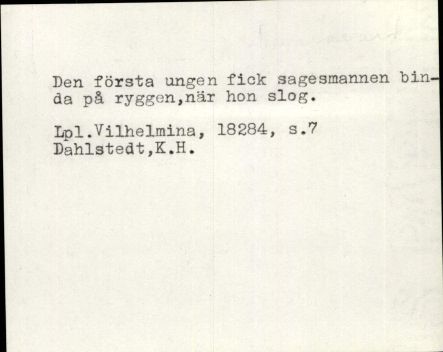 Den första ungen fick sagesmannen bin-
da på ryggen,när hon slog.
Lpl.Vilhelmina, 18284, s.7
Dahlstedt,K.H.